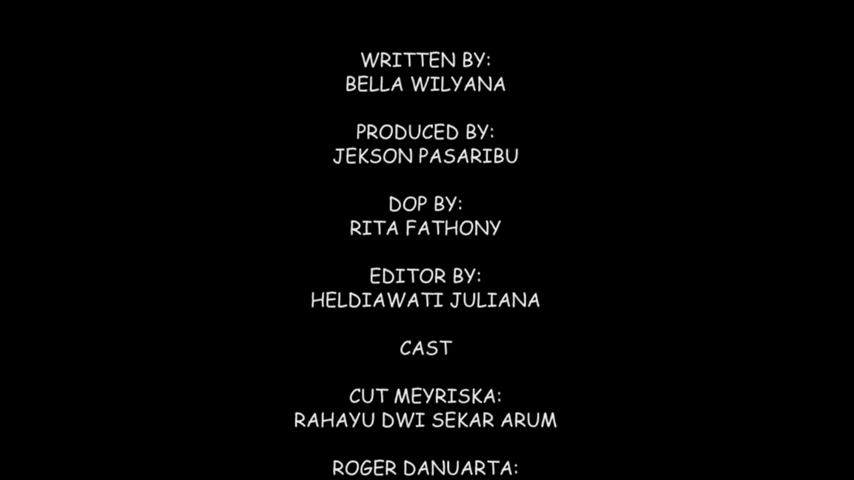 WRITTEN BY:
BELLA WILYANA
PRODUCED BY:
JEKSON PASARIBU
DOP BY:
RITA FATHONY
EDITOR BY:
HELDIAWATI JULIANA
CAST
CUT MEYRISKA:
RAHAYU DWI SEKAR ARUM
ROGER DANUARTA: